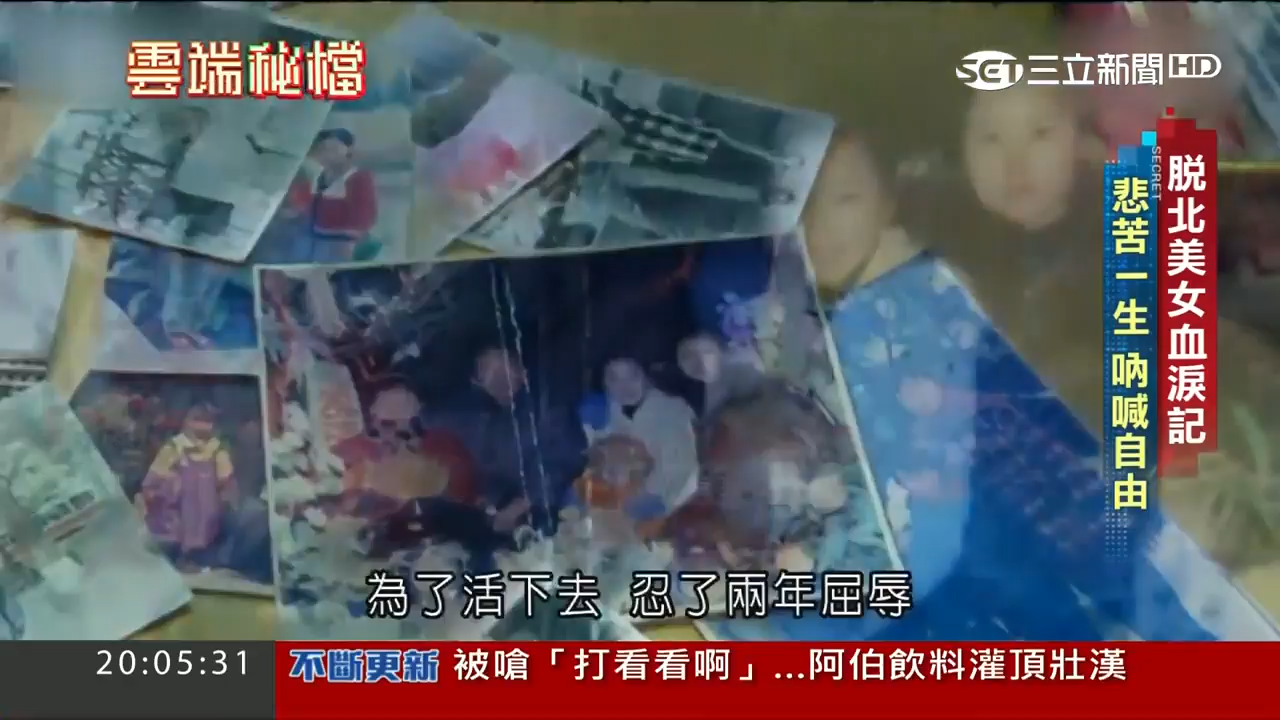 雲端秘檔
SET三立新聞HD
脫北美女血淚記
SECRET
悲苦一生 吶喊自由
為了活下去 忍了兩年屈辱
20:05:31
不斷更新 被嗆「打看看啊」...阿伯飲料灌頂壯漢